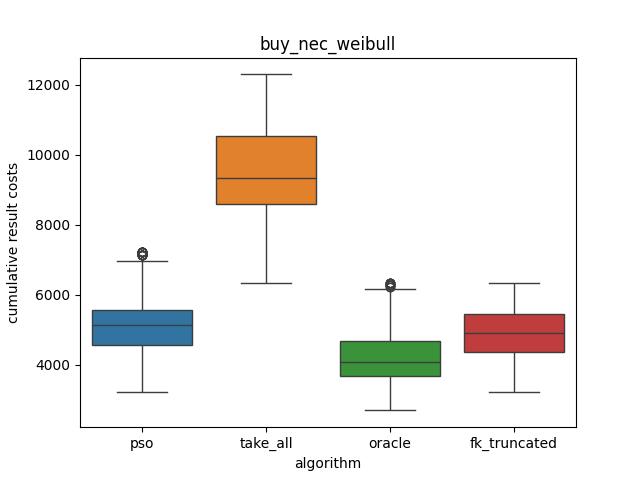 buy_nec_weibull
cumulative result costs
12000
10000
8000
6000
4000
pso take_all oracle fk_truncated
algorithm